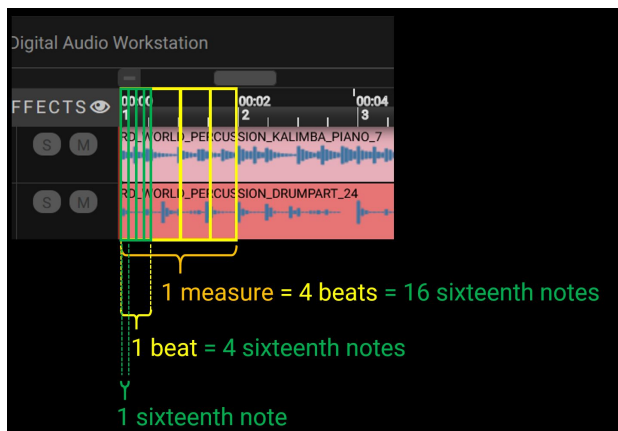 Digital Audio Workstation
FFECTS
00:00 00:02 00:04
1 2 3
S M
RD_WORLD_PERCUSSION_KALIMBA_PIANO_7
S M
RD_WORLD_PERCUSSION_DRUMPART_24
1 measure = 4 beats = 16 sixteenth notes
1 beat = 4 sixteenth notes
1 sixteenth note